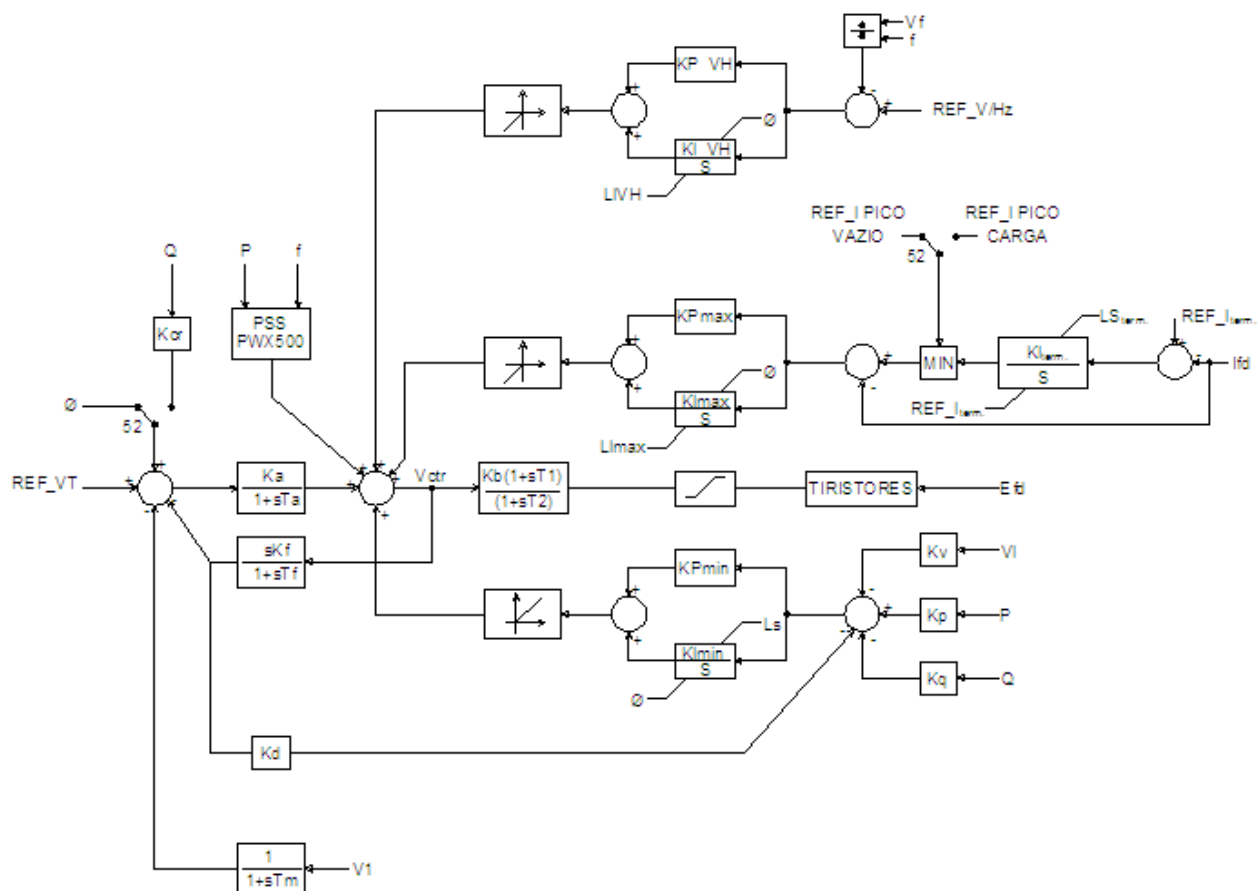 Vf
f
KP VH
REF_V/Hz
Ø
KI VH
S
LIVH
REF_I PICO
VAZIO
REF_I PICO
CARGA
52
Q
P
f
Kcr
PSS
PWX500
KPmax
LSterm.
REF_Iterm.
MIN
KIterm.
S
Ifd
REF_Iterm.
Ø
KImax
S
LImax
Ø
52
REF_VT
Ka
1+sTa
Vctr
Kb(1+sT1)
(1+sT2)
TIRISTORES
Efd
sKf
1+sTf
Kv
VI
KPmin
Kp
P
Ls
KImin
S
Ø
Kq
Q
Kd
1
1+sTm
V1